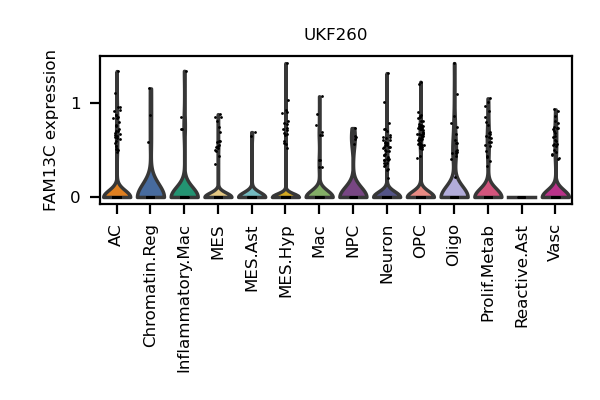 UKF260
FAM13C expression
1
0
AC
Chromatin.Reg
Inflammatory.Mac
MES
MES.Ast
MES.Hyp
Mac
NPC
Neuron
OPC
Oligo
Prolif.Metab
Reactive.Ast
Vasc